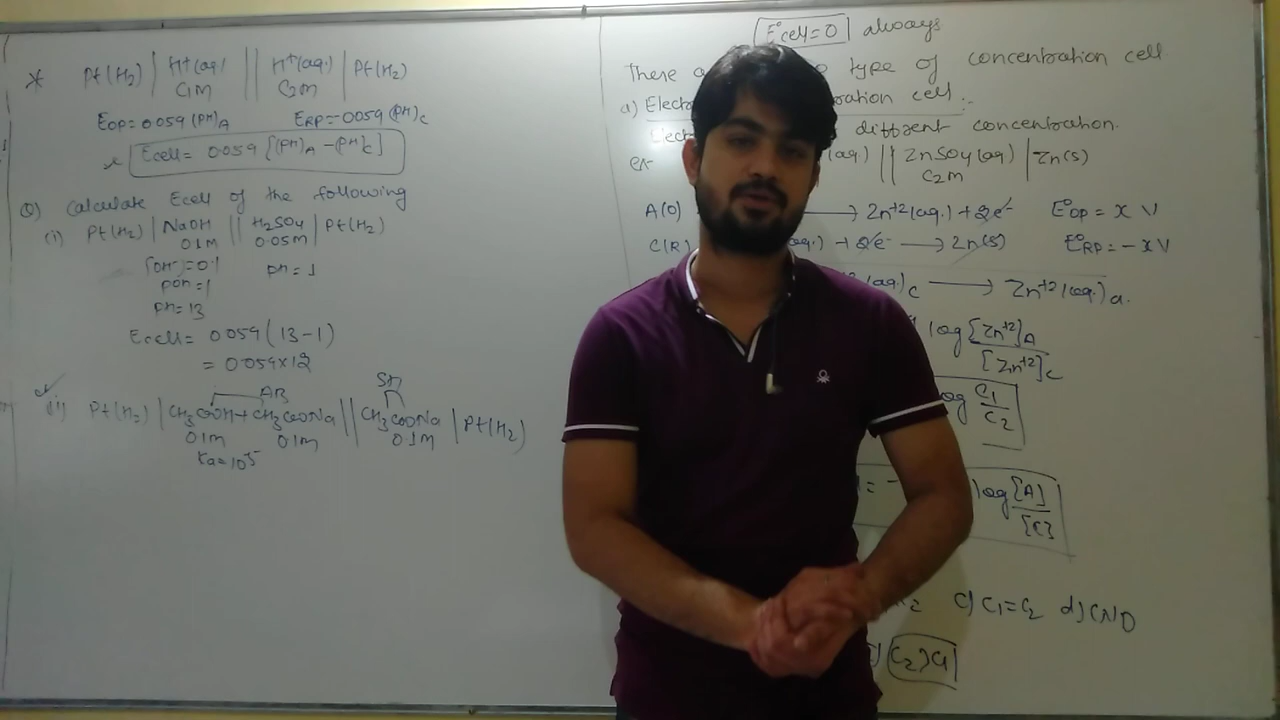 * Pt(H₂) | H⁺(aq) || H⁺(aq.) | Pt(H₂)
C₁M C₂M
EOP = 0.059 (PH)A ERP = -0.059 (PH)C
Ecell = 0.059 [(PH)A - (PH)C]
Q) Calculate Ecell of the following
(i) Pt(H₂) | NaOH || H₂SO₄ | Pt(H₂)
0.1M 0.05M
[OH⁻] = 0.1 PH = 1
POH = 1
PH = 13
Ecell = 0.059 (13-1)
= 0.059×12
AB SH
(ii) Pt(H₂) | CH₃COOH + CH₃COONa || CH₃COONa | Pt(H₂)
0.1M 0.1M 0.1M
Ka = 10⁻⁵
E°cell = 0 always
There type of concentration cell
a) Electr ration cell :-
Elect different concentration.
ex (aq) || ZnSO₄(aq) | Zn(s)
C₂M
A(O) → Zn⁺²(aq.) + 2e⁻ E°OP = x V
C(R) (aq.) + 2e⁻ → Zn(s) E°RP = -x V
(aq.)c → Zn⁺²(aq.)a.
log [Zn⁺²]A
[Zn⁺²]C
og C₁
C₂
= - log [A]
[C]
c) C₁=C₂ d) CND
C₂>C₁